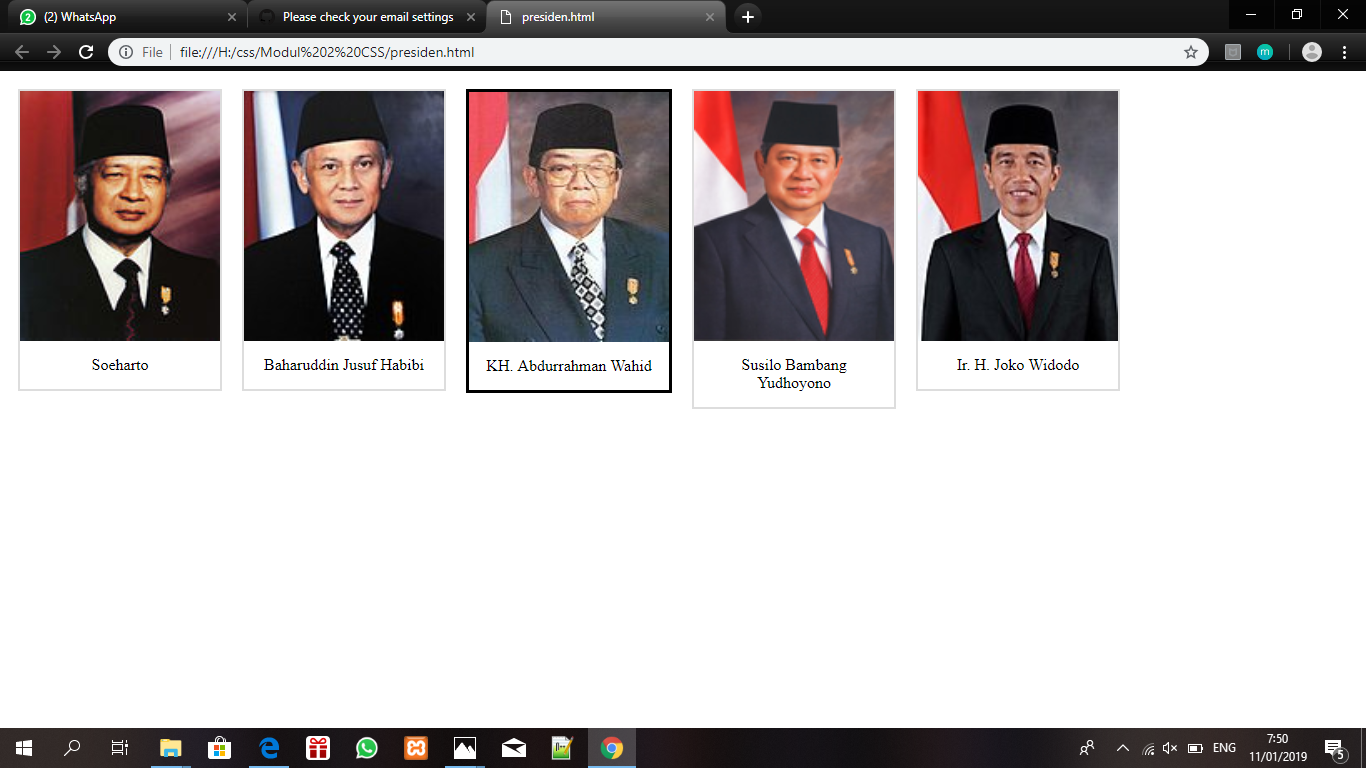 (2) WhatsApp
Please check your email settings
presiden.html
File
file:///H:/css/Modul%202%20CSS/presiden.html
m
Soeharto
Baharuddin Jusuf Habibi
KH. Abdurrahman Wahid
Susilo Bambang
Yudhoyono
Ir. H. Joko Widodo
ENG
7:50
11/01/2019
5